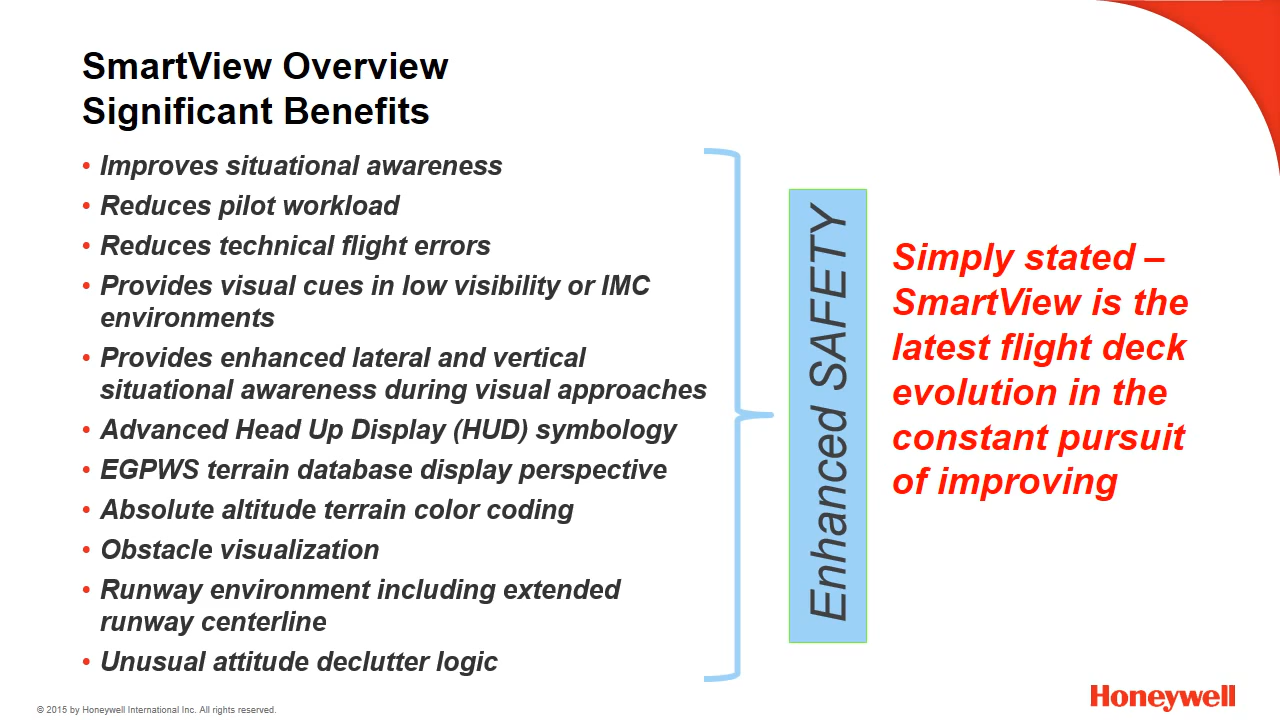 SmartView Overview
Significant Benefits
• Improves situational awareness
• Reduces pilot workload
• Reduces technical flight errors
• Provides visual cues in low visibility or IMC
environments
• Provides enhanced lateral and vertical
situational awareness during visual approaches
• Advanced Head Up Display (HUD) symbology
• EGPWS terrain database display perspective
• Absolute altitude terrain color coding
• Obstacle visualization
• Runway environment including extended
runway centerline
• Unusual attitude declutter logic
Enhanced SAFETY
Simply stated –
SmartView is the
latest flight deck
evolution in the
constant pursuit
of improving
© 2015 by Honeywell International Inc. All rights reserved.
Honeywell